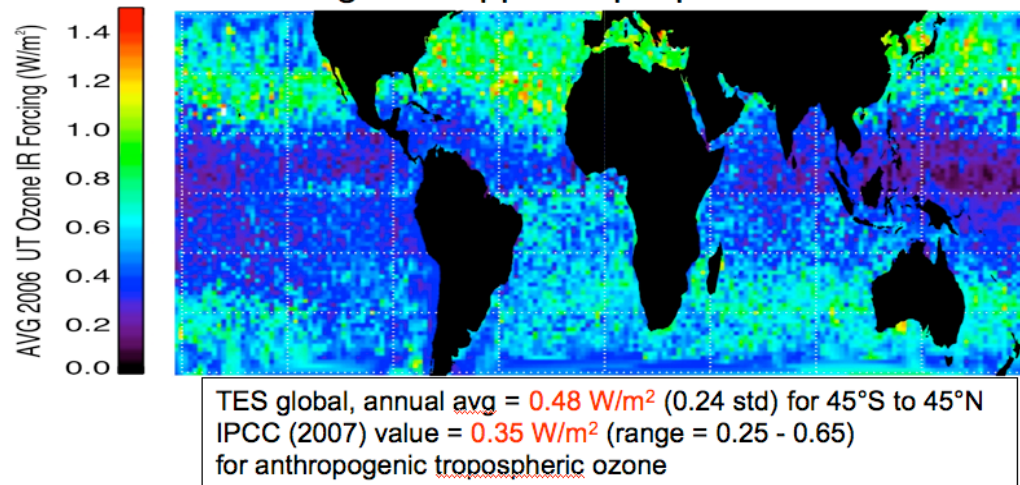 AVG 2006 UT Ozone IR Forcing (W/m²)
1.4
1.2
1.0
0.8
0.6
0.4
0.2
0.0
TES global, annual avg = 0.48 W/m² (0.24 std) for 45°S to 45°N
IPCC (2007) value = 0.35 W/m² (range = 0.25 - 0.65)
for anthropogenic tropospheric ozone